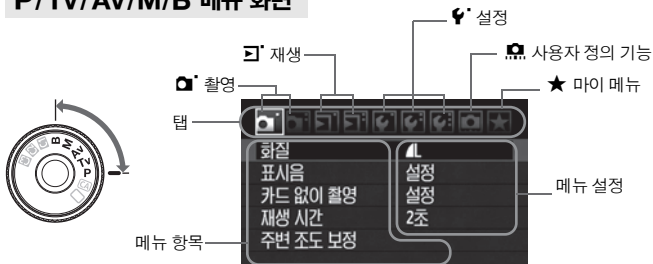 P/TV/AV/M/B 메뉴 화면
설정
재생
사용자 정의 기능
촬영
★ 마이 메뉴
탭
화질 L
표시음 설정
카드 없이 촬영 설정
재생 시간 2초
주변 조도 보정
메뉴 설정
메뉴 항목
B M AV TV P